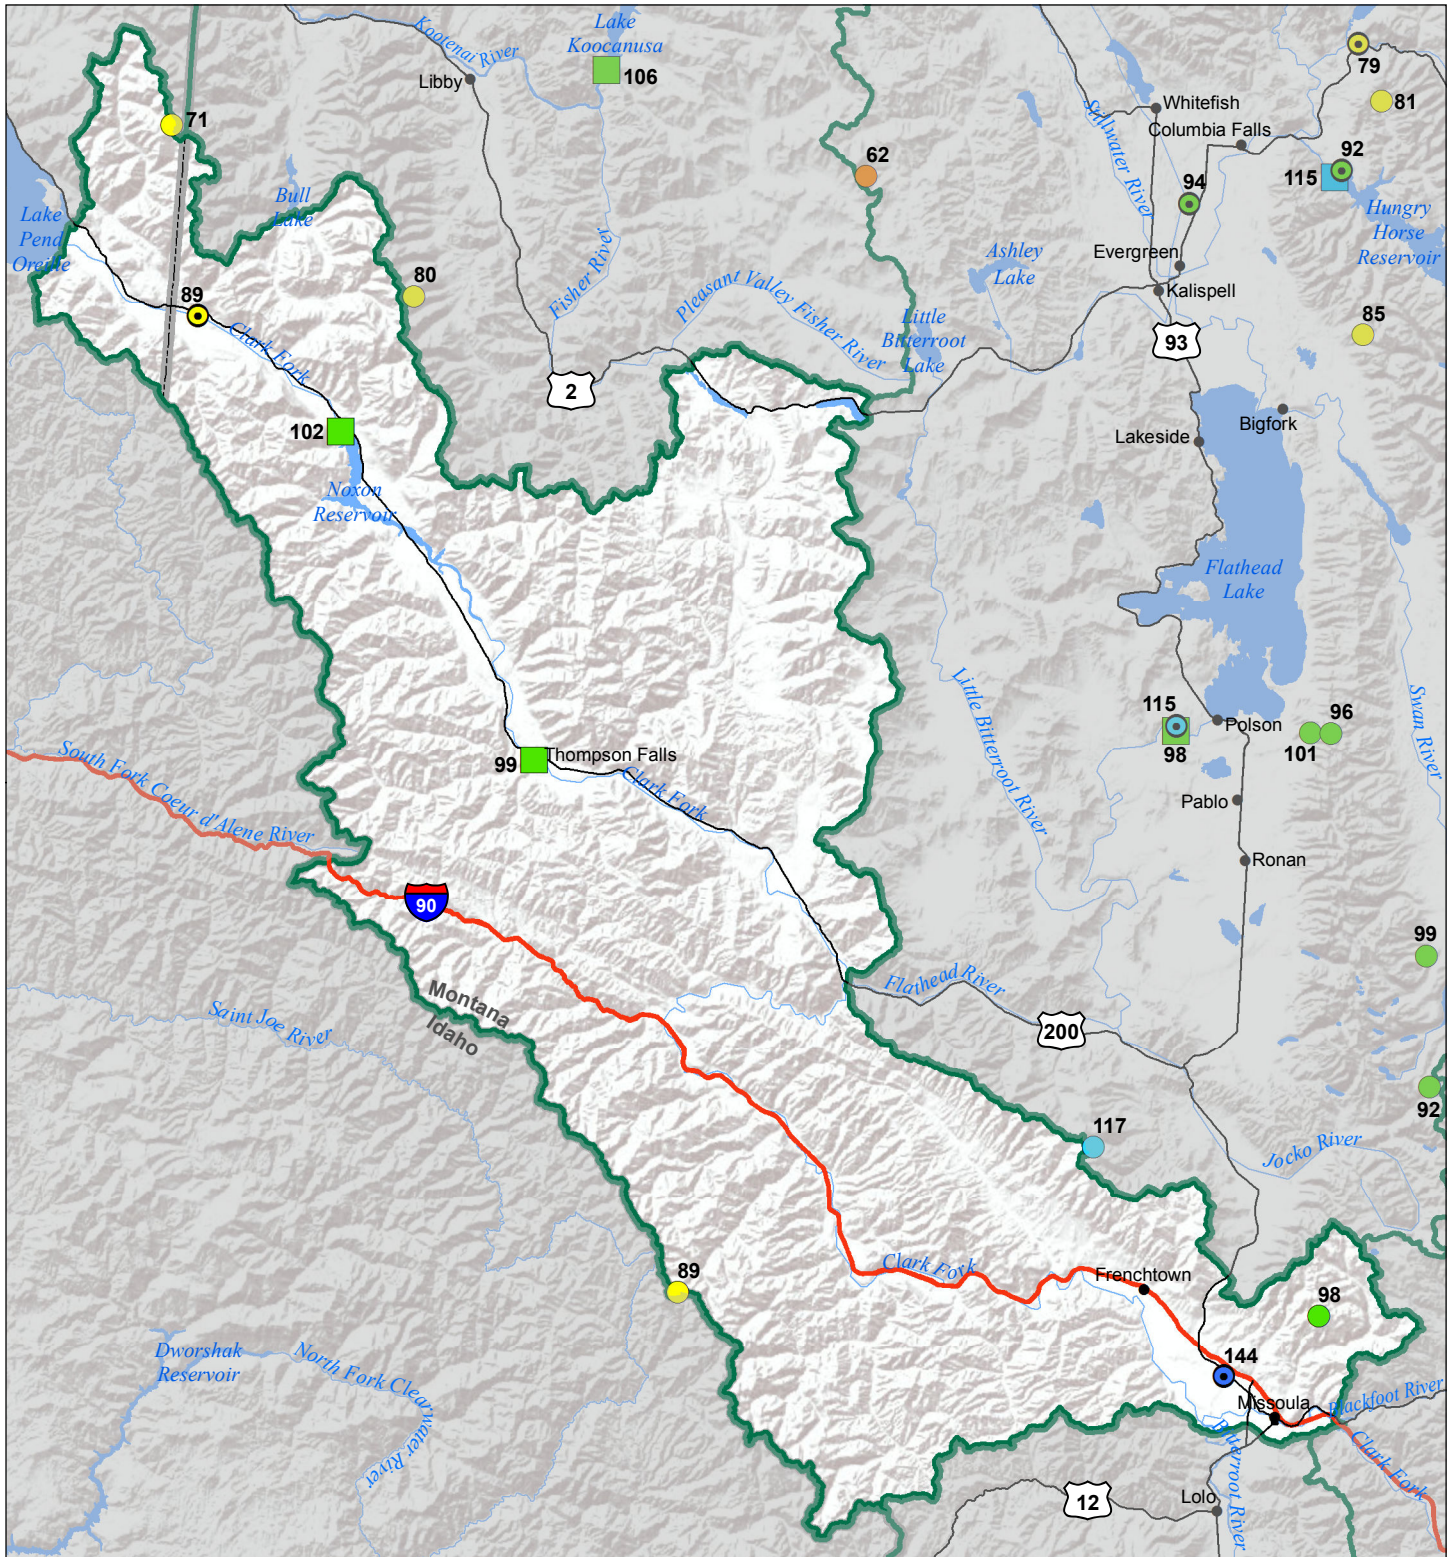 Kootenai River
Lake
Koocanusa
106
Libby
79
81
Whitefish
Columbia Falls
Stillwater River
71
62
92
115
94
Bull
Lake
Lake
Pend
Oreille
Hungry
Horse
Reservoir
Evergreen
Ashley
Lake
Kalispell
80
89
Fisher River
Pleasant Valley Fisher River
Little
Bitterroot
Lake
93
85
Clark Fork
2
Bigfork
Lakeside
102
Noxon
Reservoir
Flathead
Lake
Little Bitterroot River
Swan River
115
98
Polson
96
101
Thompson Falls
99
Clark Fork
South Fork Coeur d'Alene River
Pablo
Ronan
90
99
Flathead River
Montana
Idaho
Saint Joe River
200
92
117
Jocko River
Clark Fork
Frenchtown
89
98
144
Dworshak
Reservoir
North Fork Clearwater
River
Missoula
Blackfoot River
Clark Fork
Bitterroot River
12
Lolo